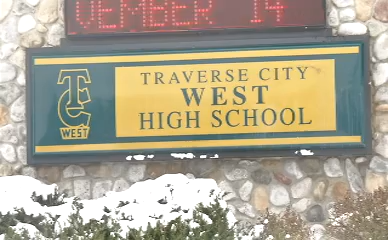 VEMBER 14
TC
WEST
TRAVERSE CITY
WEST
HIGH SCHOOL